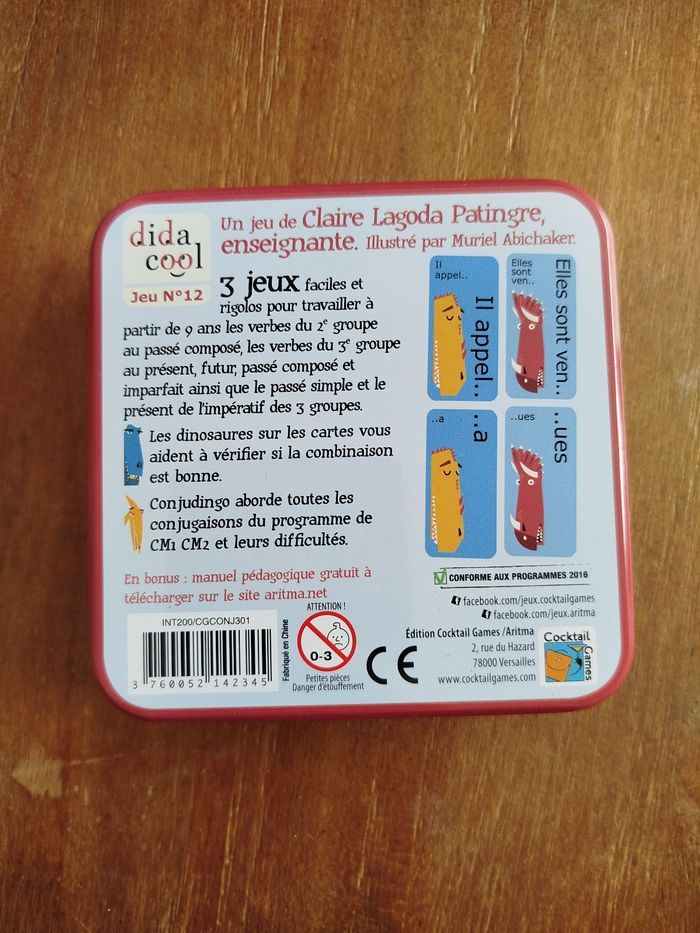 dida
cool
Jeu N°12
Un jeu de Claire Lagoda Patingre,
enseignante. Illustré par Muriel Abichaker.
3 jeux faciles et
rigolos pour travailler à
partir de 9 ans les verbes du 2e groupe
au passé composé, les verbes du 3e groupe
au présent, futur, passé composé et
imparfait ainsi que le passé simple et le
présent de l'impératif des 3 groupes.
Les dinosaures sur les cartes vous
aident à vérifier si la combinaison
est bonne.
Conjudingo aborde toutes les
conjugaisons du programme de
CM1 CM2 et leurs difficultés.
En bonus : manuel pédagogique gratuit à
télécharger sur le site aritma.net
Il
appel..
Il appel..
Elles
sont
ven..
Elles sont ven..
..a
..a
..ues
..ues
CONFORME AUX PROGRAMMES 2016
facebook.com/jeux.cocktailgames
facebook.com/jeux.aritma
INT200/CGCONJ301
3 760052 142345
Fabriqué en Chine
ATTENTION !
0-3
Petites pièces
Danger d'étouffement
CE
Édition Cocktail Games /Aritma
2, rue du Hazard
78000 Versailles
www.cocktailgames.com
Cocktail
Games